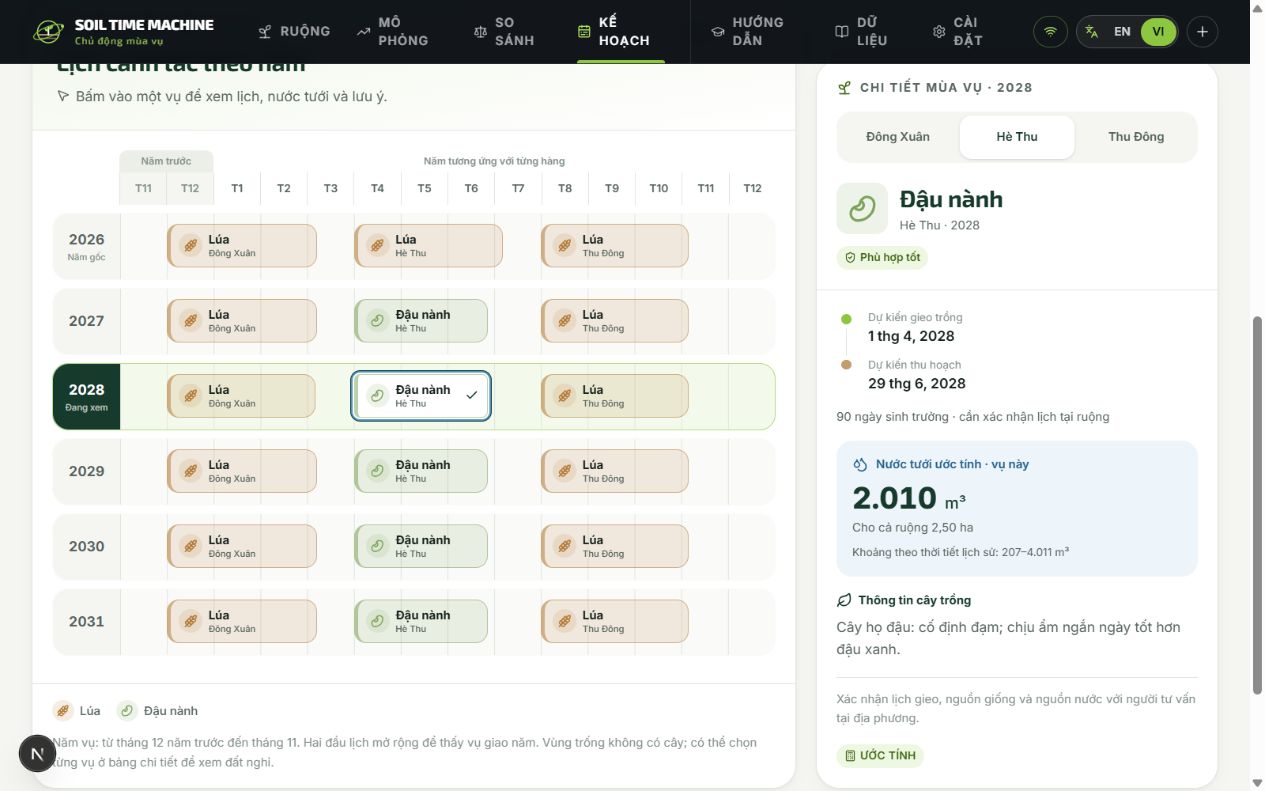 SOIL TIME MACHINE
Chủ động mùa vụ
RUỘNG
MÔ PHỎNG
SO SÁNH
KẾ HOẠCH
HƯỚNG DẪN
DỮ LIỆU
CÀI ĐẶT
EN
VI
Lịch canh tác theo năm
Bấm vào một vụ để xem lịch, nước tưới và lưu ý.
Năm trước
Năm tương ứng với từng hàng
T11 T12 T1 T2 T3 T4 T5 T6 T7 T8 T9 T10 T11 T12
2026
Năm gốc
Lúa
Đông Xuân
Lúa
Hè Thu
Lúa
Thu Đông
2027
Lúa
Đông Xuân
Đậu nành
Hè Thu
Lúa
Thu Đông
2028
Đang xem
Lúa
Đông Xuân
Đậu nành
Hè Thu
Lúa
Thu Đông
2029
Lúa
Đông Xuân
Đậu nành
Hè Thu
Lúa
Thu Đông
2030
Lúa
Đông Xuân
Đậu nành
Hè Thu
Lúa
Thu Đông
2031
Lúa
Đông Xuân
Đậu nành
Hè Thu
Lúa
Thu Đông
Lúa
Đậu nành
Năm vụ: từ tháng 12 năm trước đến tháng 11. Hai đầu lịch mở rộng để thấy vụ giao năm. Vùng trống không có cây; có thể chọn
từng vụ ở bảng chi tiết để xem đất nghỉ.
N
CHI TIẾT MÙA VỤ · 2028
Đông Xuân
Hè Thu
Thu Đông
Đậu nành
Hè Thu · 2028
Phù hợp tốt
Dự kiến gieo trồng
1 thg 4, 2028
Dự kiến thu hoạch
29 thg 6, 2028
90 ngày sinh trưởng · cần xác nhận lịch tại ruộng
Nước tưới ước tính · vụ này
2.010 m³
Cho cả ruộng 2,50 ha
Khoảng theo thời tiết lịch sử: 207–4.011 m³
Thông tin cây trồng
Cây họ đậu: cố định đạm; chịu ẩm ngắn ngày tốt hơn
đậu xanh.
Xác nhận lịch gieo, nguồn giống và nguồn nước với người tư vấn
tại địa phương.
ƯỚC TÍNH